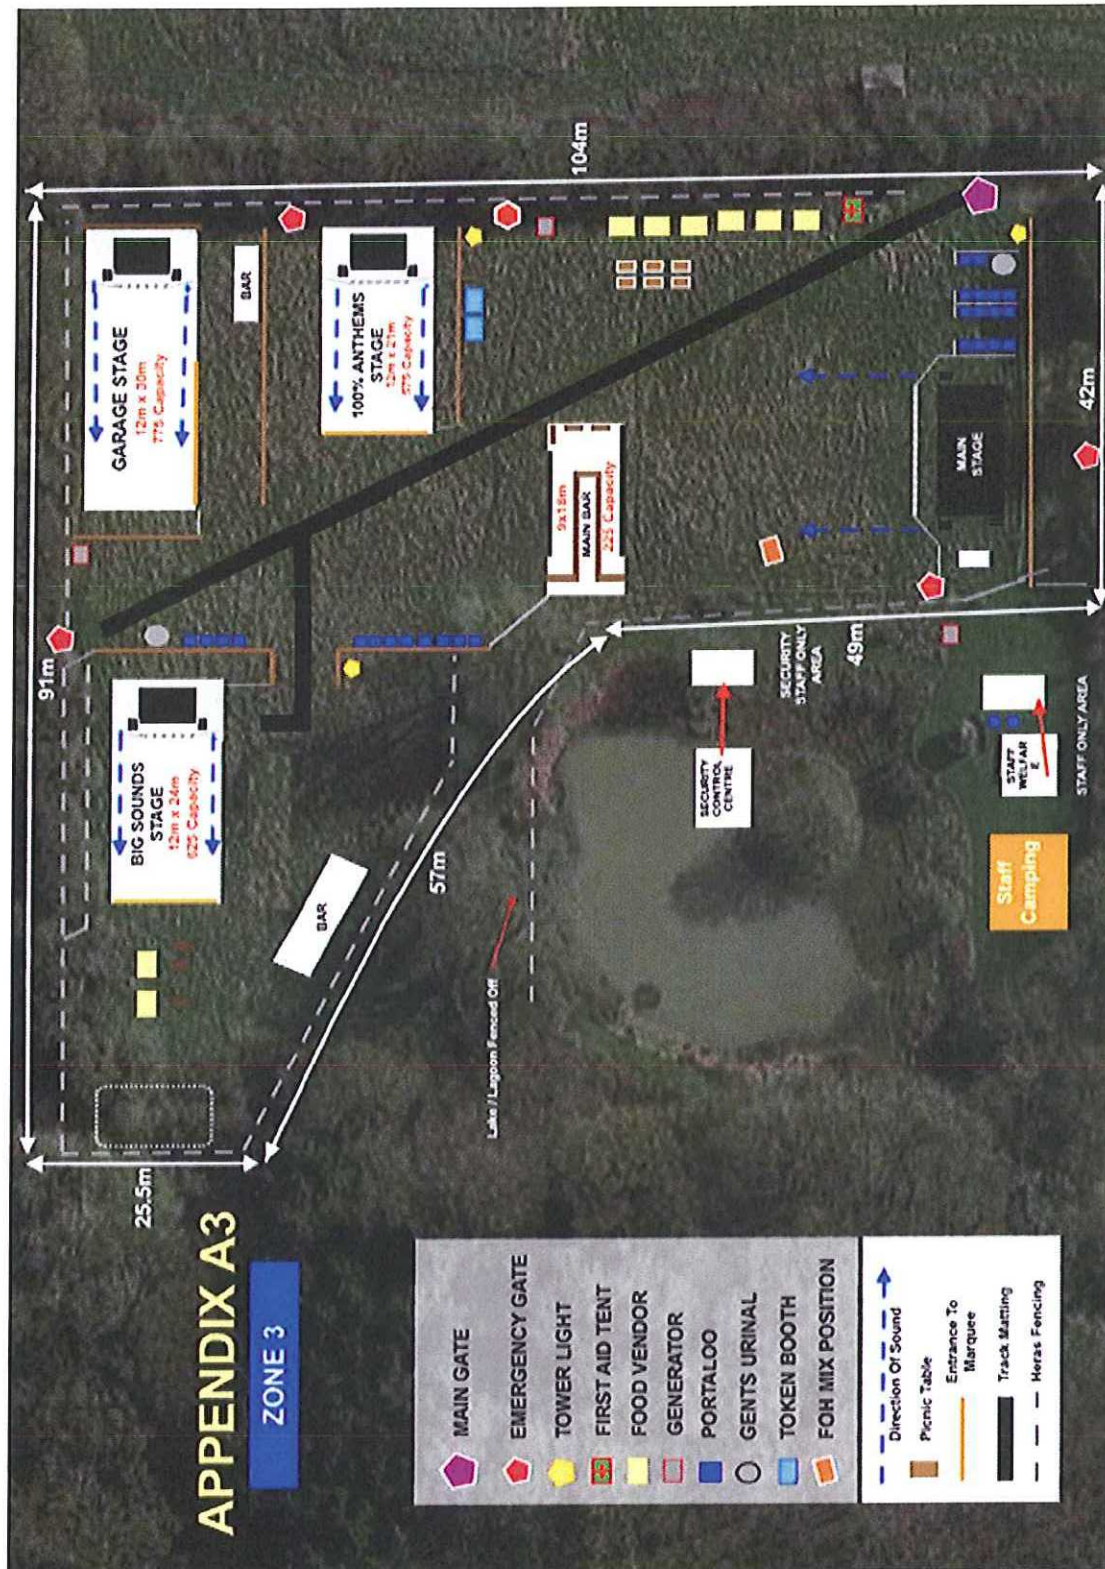 APPENDIX A3
ZONE 3
25.5m
91m
104m
57m
49m
42m
BIG SOUNDS
STAGE
12m x 24m
625 Capacity
GARAGE STAGE
12m x 30m
775 Capacity
BAR
100% ANTHEMS
STAGE
12m x 21m
575 Capacity
BAR
9x18m
MAIN BAR
225 Capacity
Lake / Lagoon Fenced Off
SECURITY
CONTROL
CENTRE
SECURITY
STAFF ONLY
AREA
MAIN
STAGE
Staff
Camping
STAFF
WELFAR
E
STAFF ONLY AREA
MAIN GATE
EMERGENCY GATE
TOWER LIGHT
FIRST AID TENT
FOOD VENDOR
GENERATOR
PORTALOO
GENTS URINAL
TOKEN BOOTH
FOH MIX POSITION
Direction Of Sound
Picnic Table
Entrance To
Marquee
Track Matting
Heras Fencing